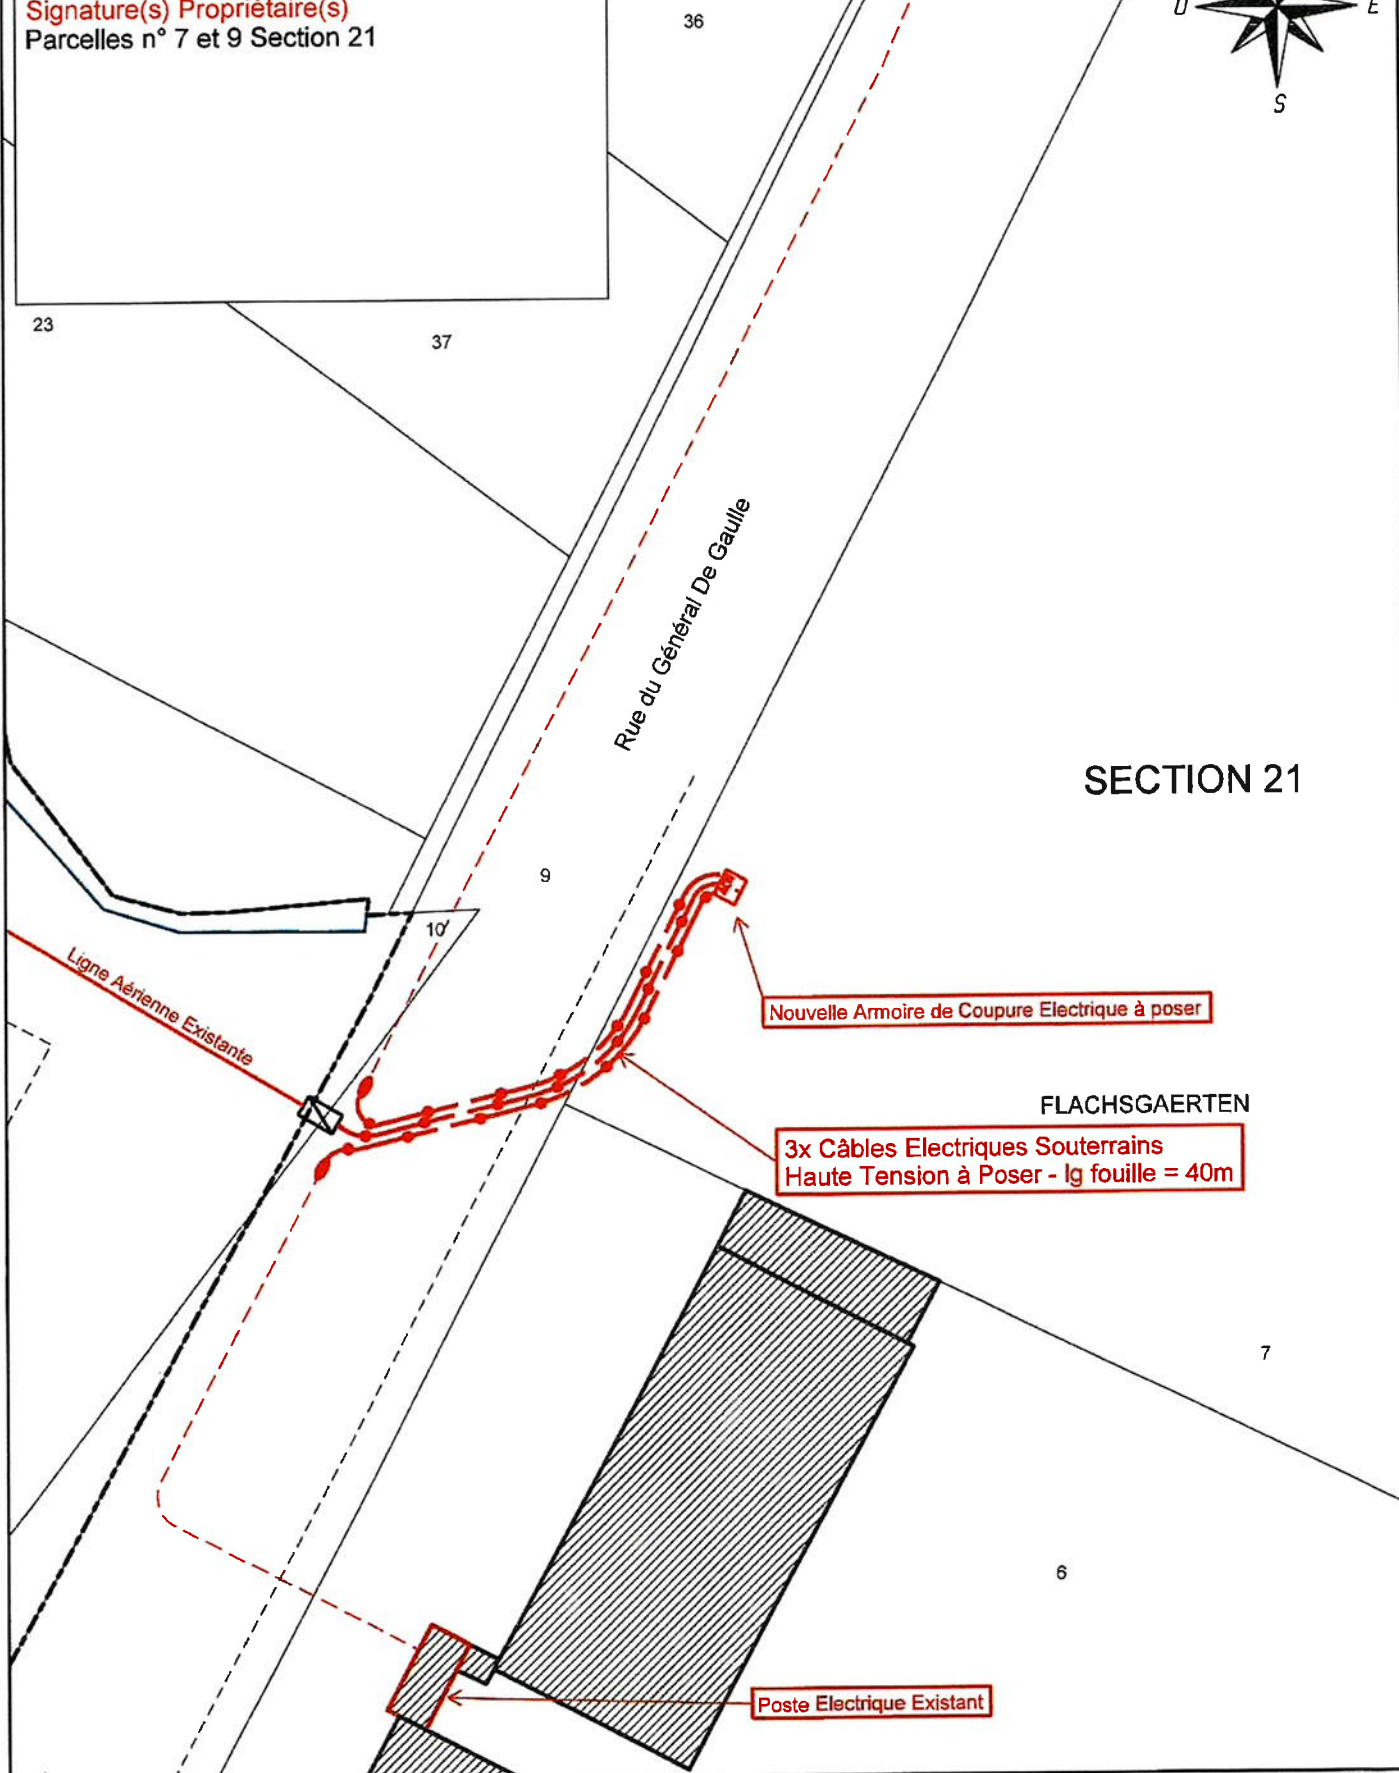 Signature(s) Propriétaire(s)
Parcelles n° 7 et 9 Section 21
36
O
E
S
23
37
Rue du Général De Gaulle
SECTION 21
9
10
Ligne Aérienne Existante
Nouvelle Armoire de Coupure Electrique à poser
FLACHSGAERTEN
3x Câbles Electriques Souterrains
Haute Tension à Poser - lg fouille = 40m
7
6
Poste Electrique Existant